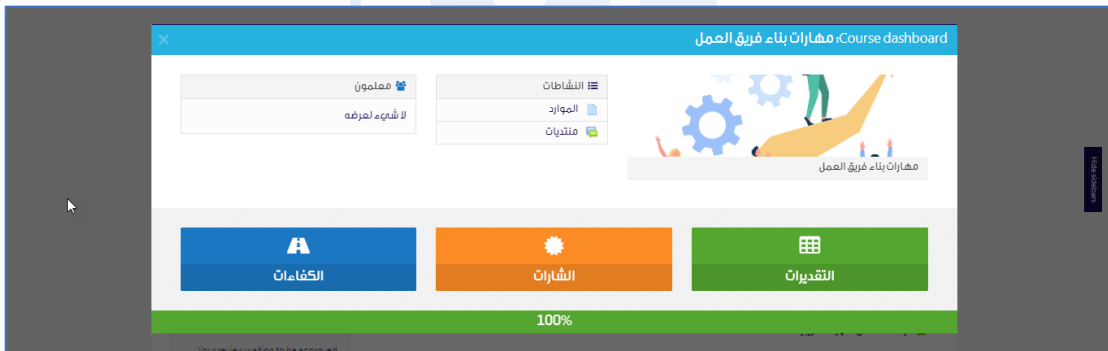 Course dashboard: مهارات بناء فريق العمل
×
مهارات بناء فريق العمل
النشاطات
الموارد
منتديات
معلمون
لا شيء لعرضه
التقديرات
الشارات
الكفاءات
100%
Hide sidebars